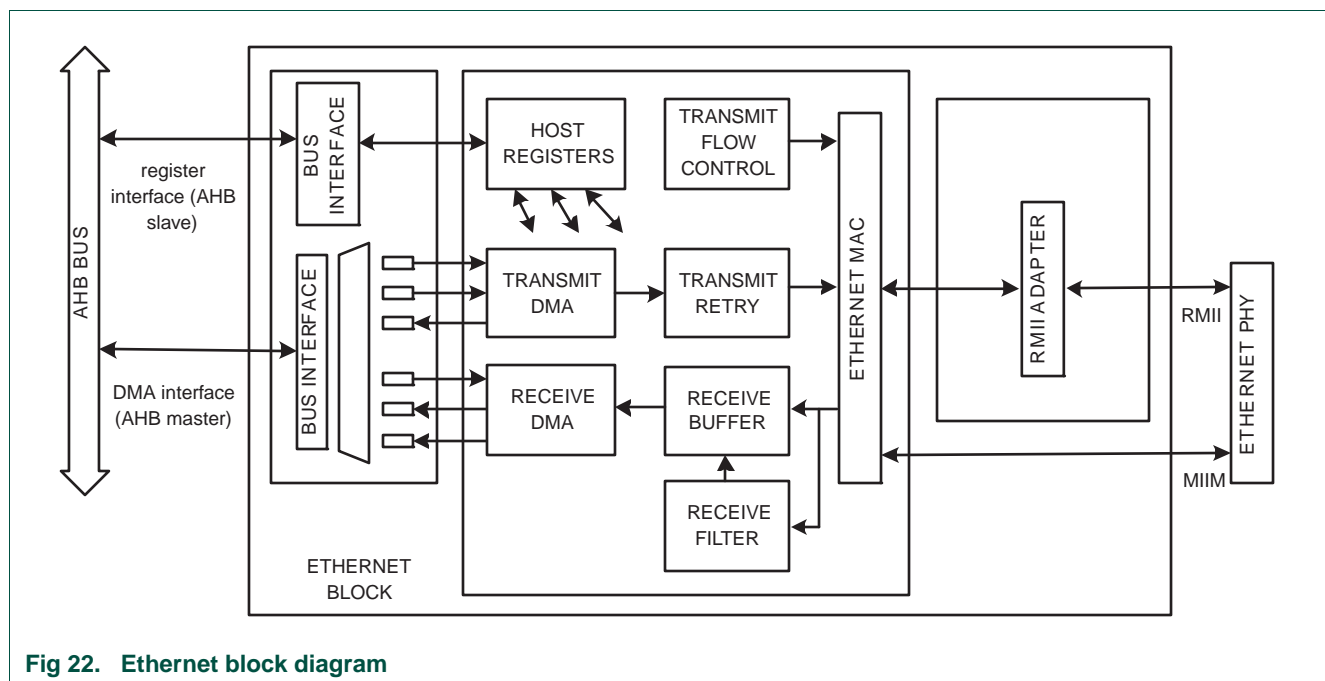 AHB BUS
register
interface (AHB
slave)
DMA interface
(AHB master)
BUS
INTERFACE
BUS INTERFACE
ETHERNET
BLOCK
HOST
REGISTERS
TRANSMIT
FLOW
CONTROL
TRANSMIT
DMA
TRANSMIT
RETRY
RECEIVE
DMA
RECEIVE
BUFFER
RECEIVE
FILTER
ETHERNET MAC
RMII ADAPTER
RMII
MIIM
ETHERNET PHY
Fig 22. Ethernet block diagram